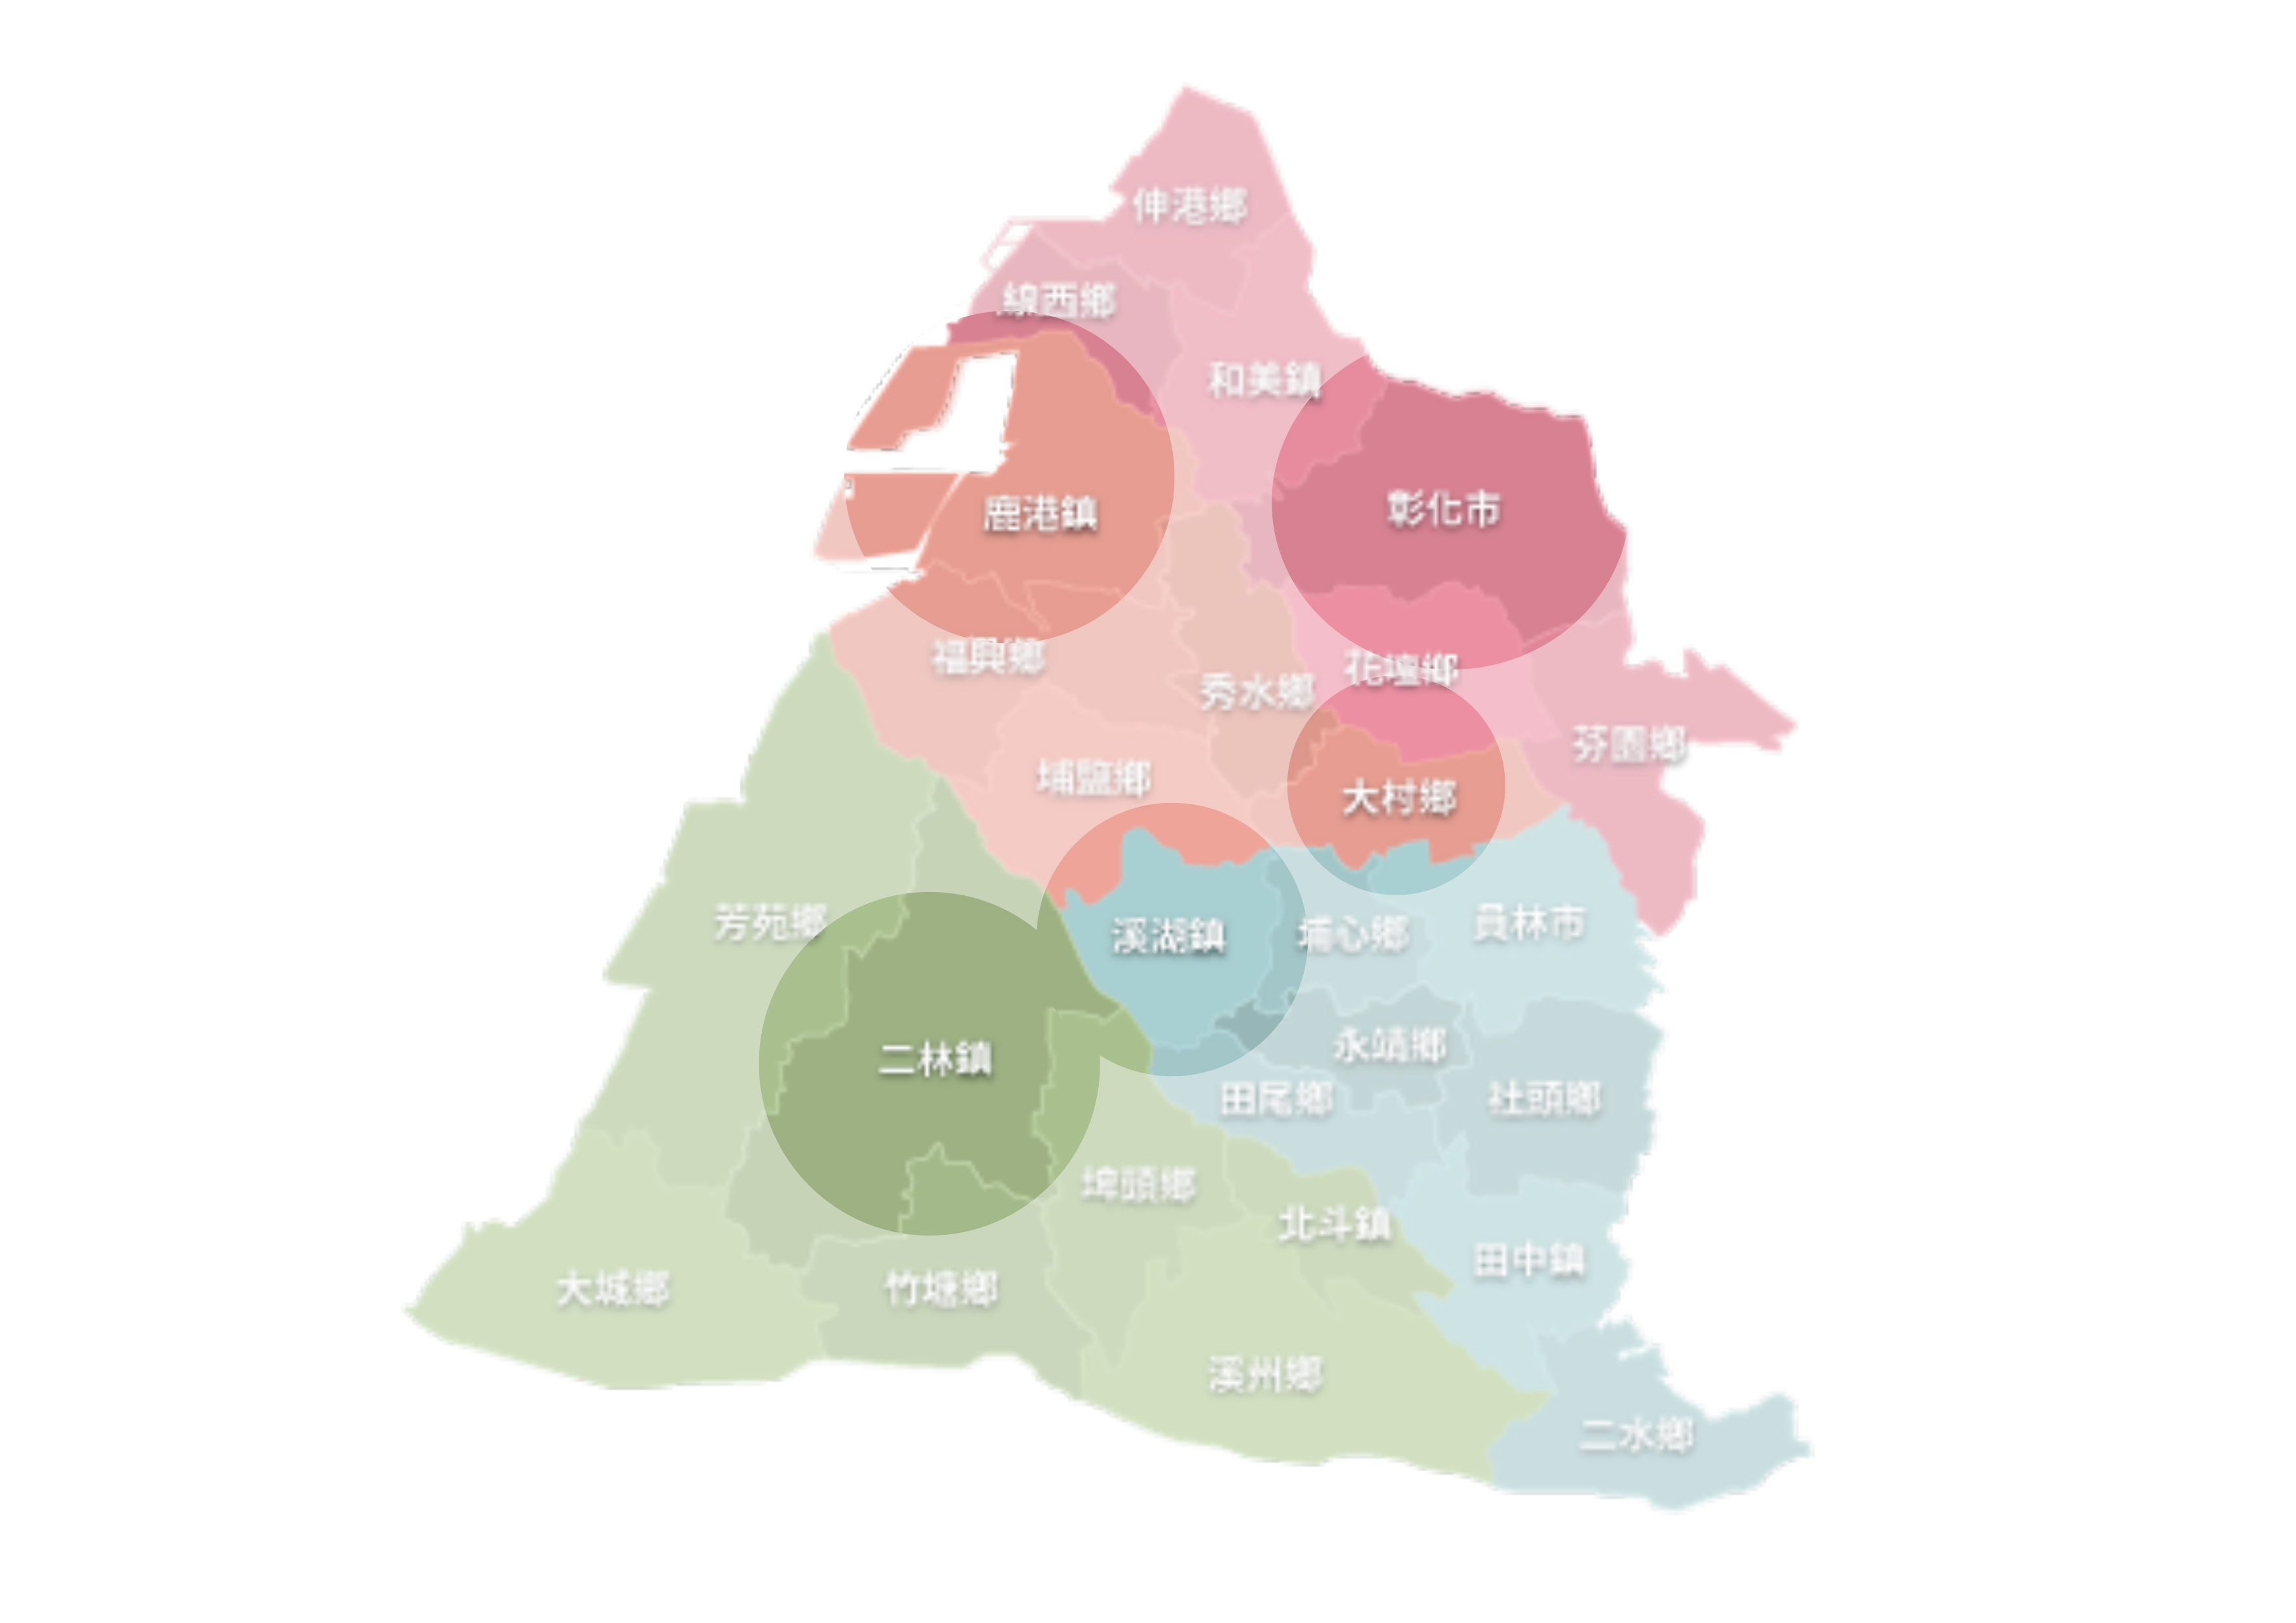 伸港鄉
線西鄉
和美鎮
鹿港鎮
彰化市
福興鄉
秀水鄉
花壇鄉
芬園鄉
埔鹽鄉
大村鄉
芳苑鄉
溪湖鎮
埔心鄉
員林市
二林鎮
永靖鄉
田尾鄉
社頭鄉
埤頭鄉
北斗鎮
田中鎮
大城鄉
竹塘鄉
溪州鄉
二水鄉